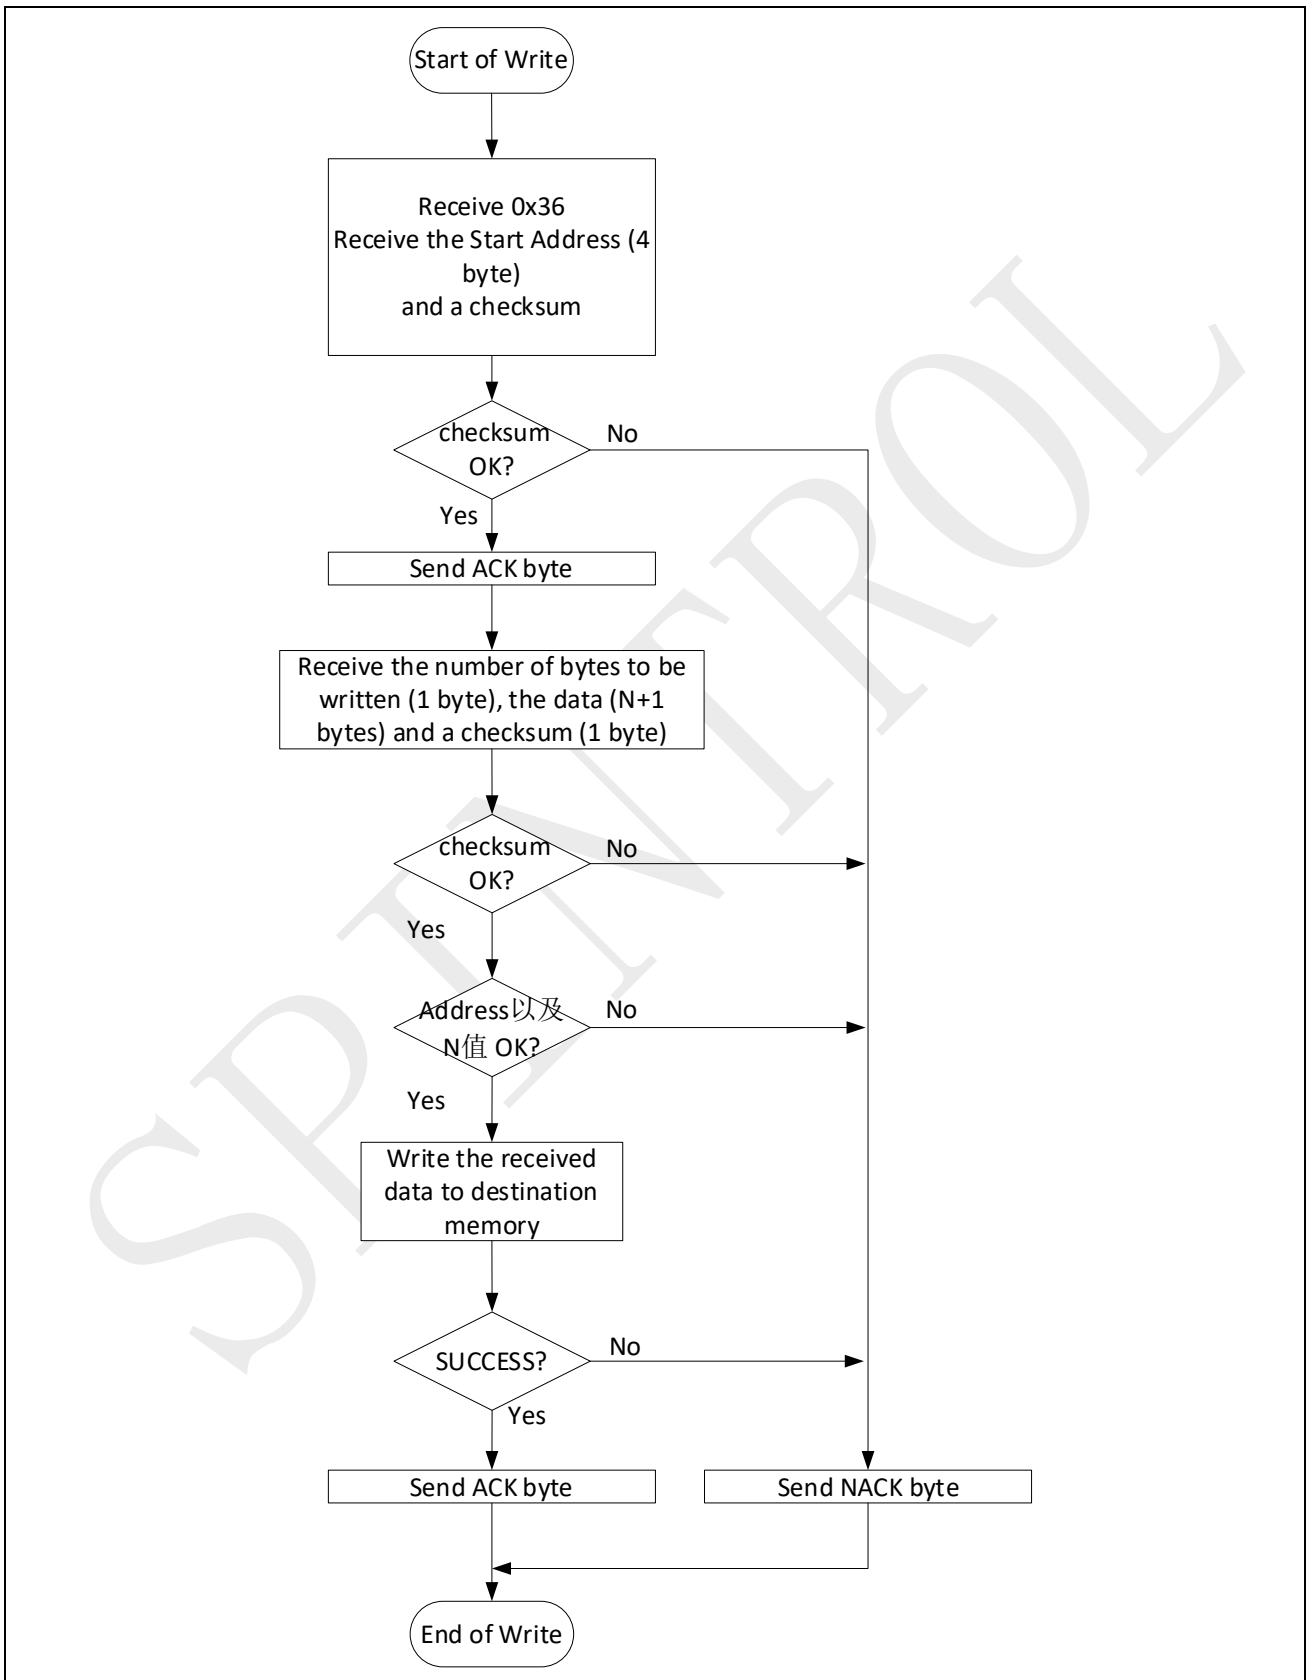 Start of Write
Receive 0x36
Receive the Start Address (4
byte)
and a checksum
checksum
OK?
No
Yes
Send ACK byte
Receive the number of bytes to be
written (1 byte), the data (N+1
bytes) and a checksum (1 byte)
checksum
OK?
No
Yes
Address以及
N值 OK?
No
Yes
Write the received
data to destination
memory
SUCCESS?
No
Yes
Send ACK byte
Send NACK byte
End of Write
SPINTROL